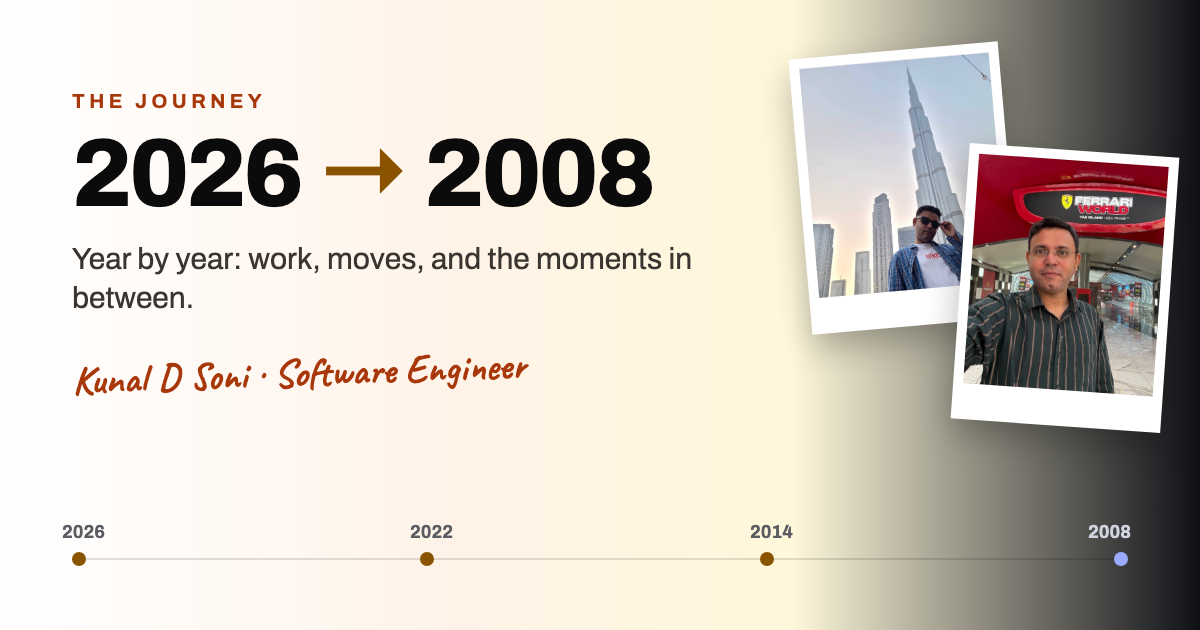 THE JOURNEY
2026 → 2008
Year by year: work, moves, and the moments in
between.
Kunal D Soni · Software Engineer
FERRARI
WORLD
2026
2022
2014
2008